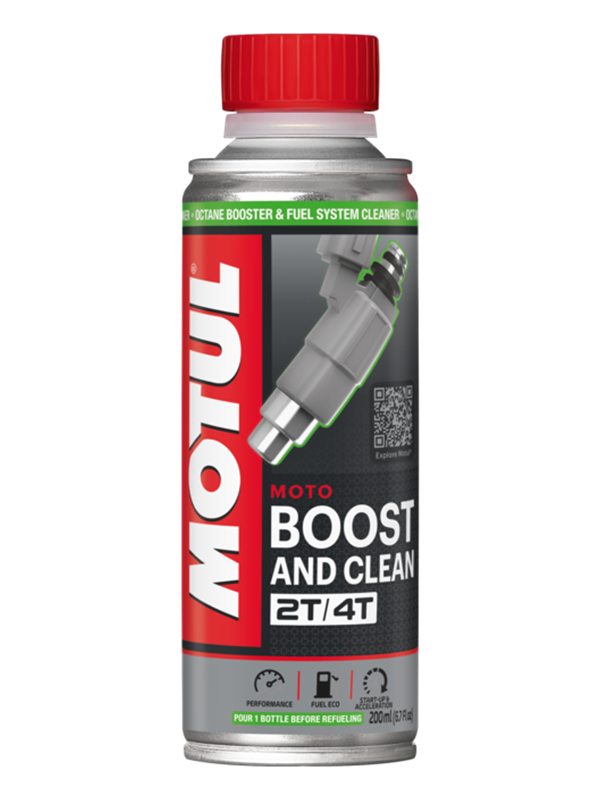 OCTANE BOOSTER & FUEL SYSTEM CLEANER
MOTUL®
Explore Motul
MOTO
BOOST
AND CLEAN
2T/4T
PERFORMANCE
FUEL ECO
START-UP &
ACCELERATION
POUR 1 BOTTLE BEFORE REFUELING
200ml (6.7 Fl oz)